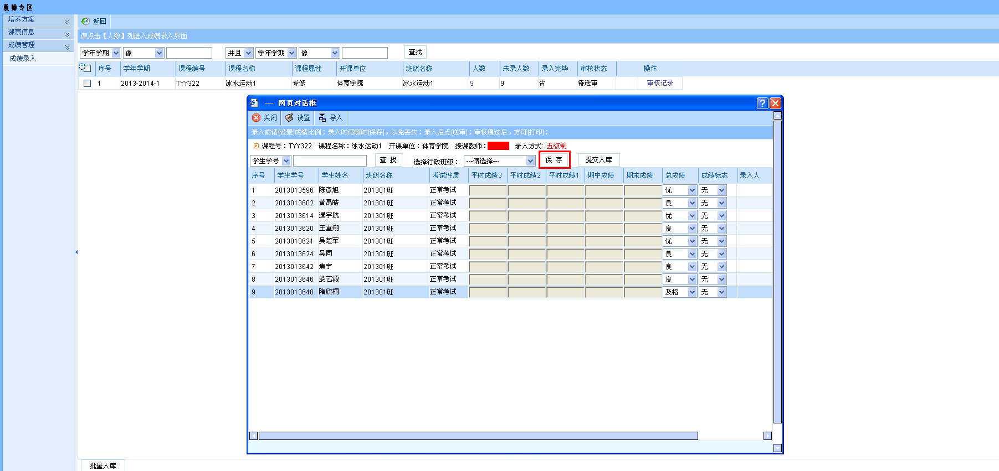 教师专区
培养方案
课表信息
成绩管理
成绩录入
返回
请点击【人数】列进入成绩录入界面
学年学期 像 并且 学年学期 像 查找
序号 学年学期 课程编号 课程名称 课程属性 开课单位 班级名称 人数 未录人数 录入完毕 审核状态 操作
1 2013-2014-1 TYY322 冰水运动1 专修 体育学院 冰水运动1 9 9 否 待送审 审核记录
-- 网页对话框
关闭 设置 导入
录入前请[设置]成绩比例；录入时请随时[保存]，以免丢失；录入后点[送审]；审核通过后，方可[打印]；
课程号：TYY322 课程名称：冰水运动1 开课单位：体育学院 授课教师： 录入方式: 五级制
学生学号 查 找 选择行政班级： ---请选择--- 保 存 提交入库
序号 学生学号 学生姓名 班级名称 考试性质 平时成绩3 平时成绩2 平时成绩1 期中成绩 期末成绩 总成绩 成绩标志 录入人
1 2013013596 陈彦旭 201301班 正常考试 优 无
2 2013013602 黄禹皓 201301班 正常考试 良 无
3 2013013614 逯宇航 201301班 正常考试 优 无
4 2013013620 王重翔 201301班 正常考试 良 无
5 2013013621 吴楚军 201301班 正常考试 优 无
6 2013013624 吴同 201301班 正常考试 良 无
7 2013013642 焦宁 201301班 正常考试 良 无
8 2013013646 娄艺源 201301班 正常考试 良 无
9 2013013648 隋欣桐 201301班 正常考试 及格 无
批量入库